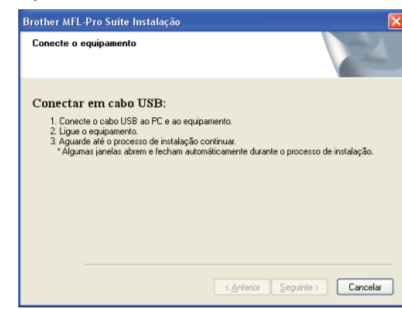 Brother MFL-Pro Suite Instalação
Conecte o equipamento
Conectar em cabo USB:
1. Conecte o cabo USB ao PC e ao equipamento.
2. Ligue o equipamento.
3. Aguarde até o processo de instalação continuar.
* Algumas janelas abrem e fecham automáticamente durante o processo de instalação.
< Anterior Seguinte > Cancelar